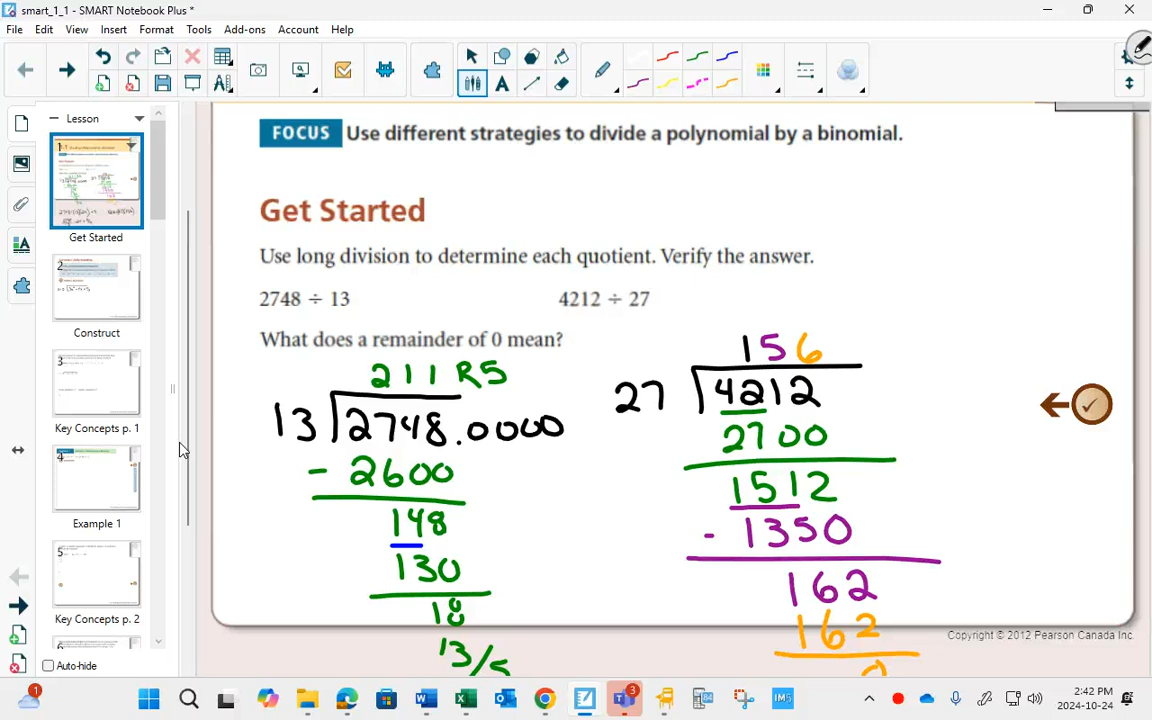 smart_1_1 - SMART Notebook Plus *
File Edit View Insert Format Tools Add-ons Account Help
Lesson
Get Started
Construct
Key Concepts p. 1
Example 1
Key Concepts p. 2
Auto-hide
FOCUS Use different strategies to divide a polynomial by a binomial.
Get Started
Use long division to determine each quotient. Verify the answer.
2748 ÷ 13 4212 ÷ 27
What does a remainder of 0 mean?
211 R5
13 2748.0000
- 2600
148
130
18
13/5
156
27 4212
2700
1512
- 1350
162
162
Copyright © 2012 Pearson Canada Inc.
2:42 PM
2024-10-24